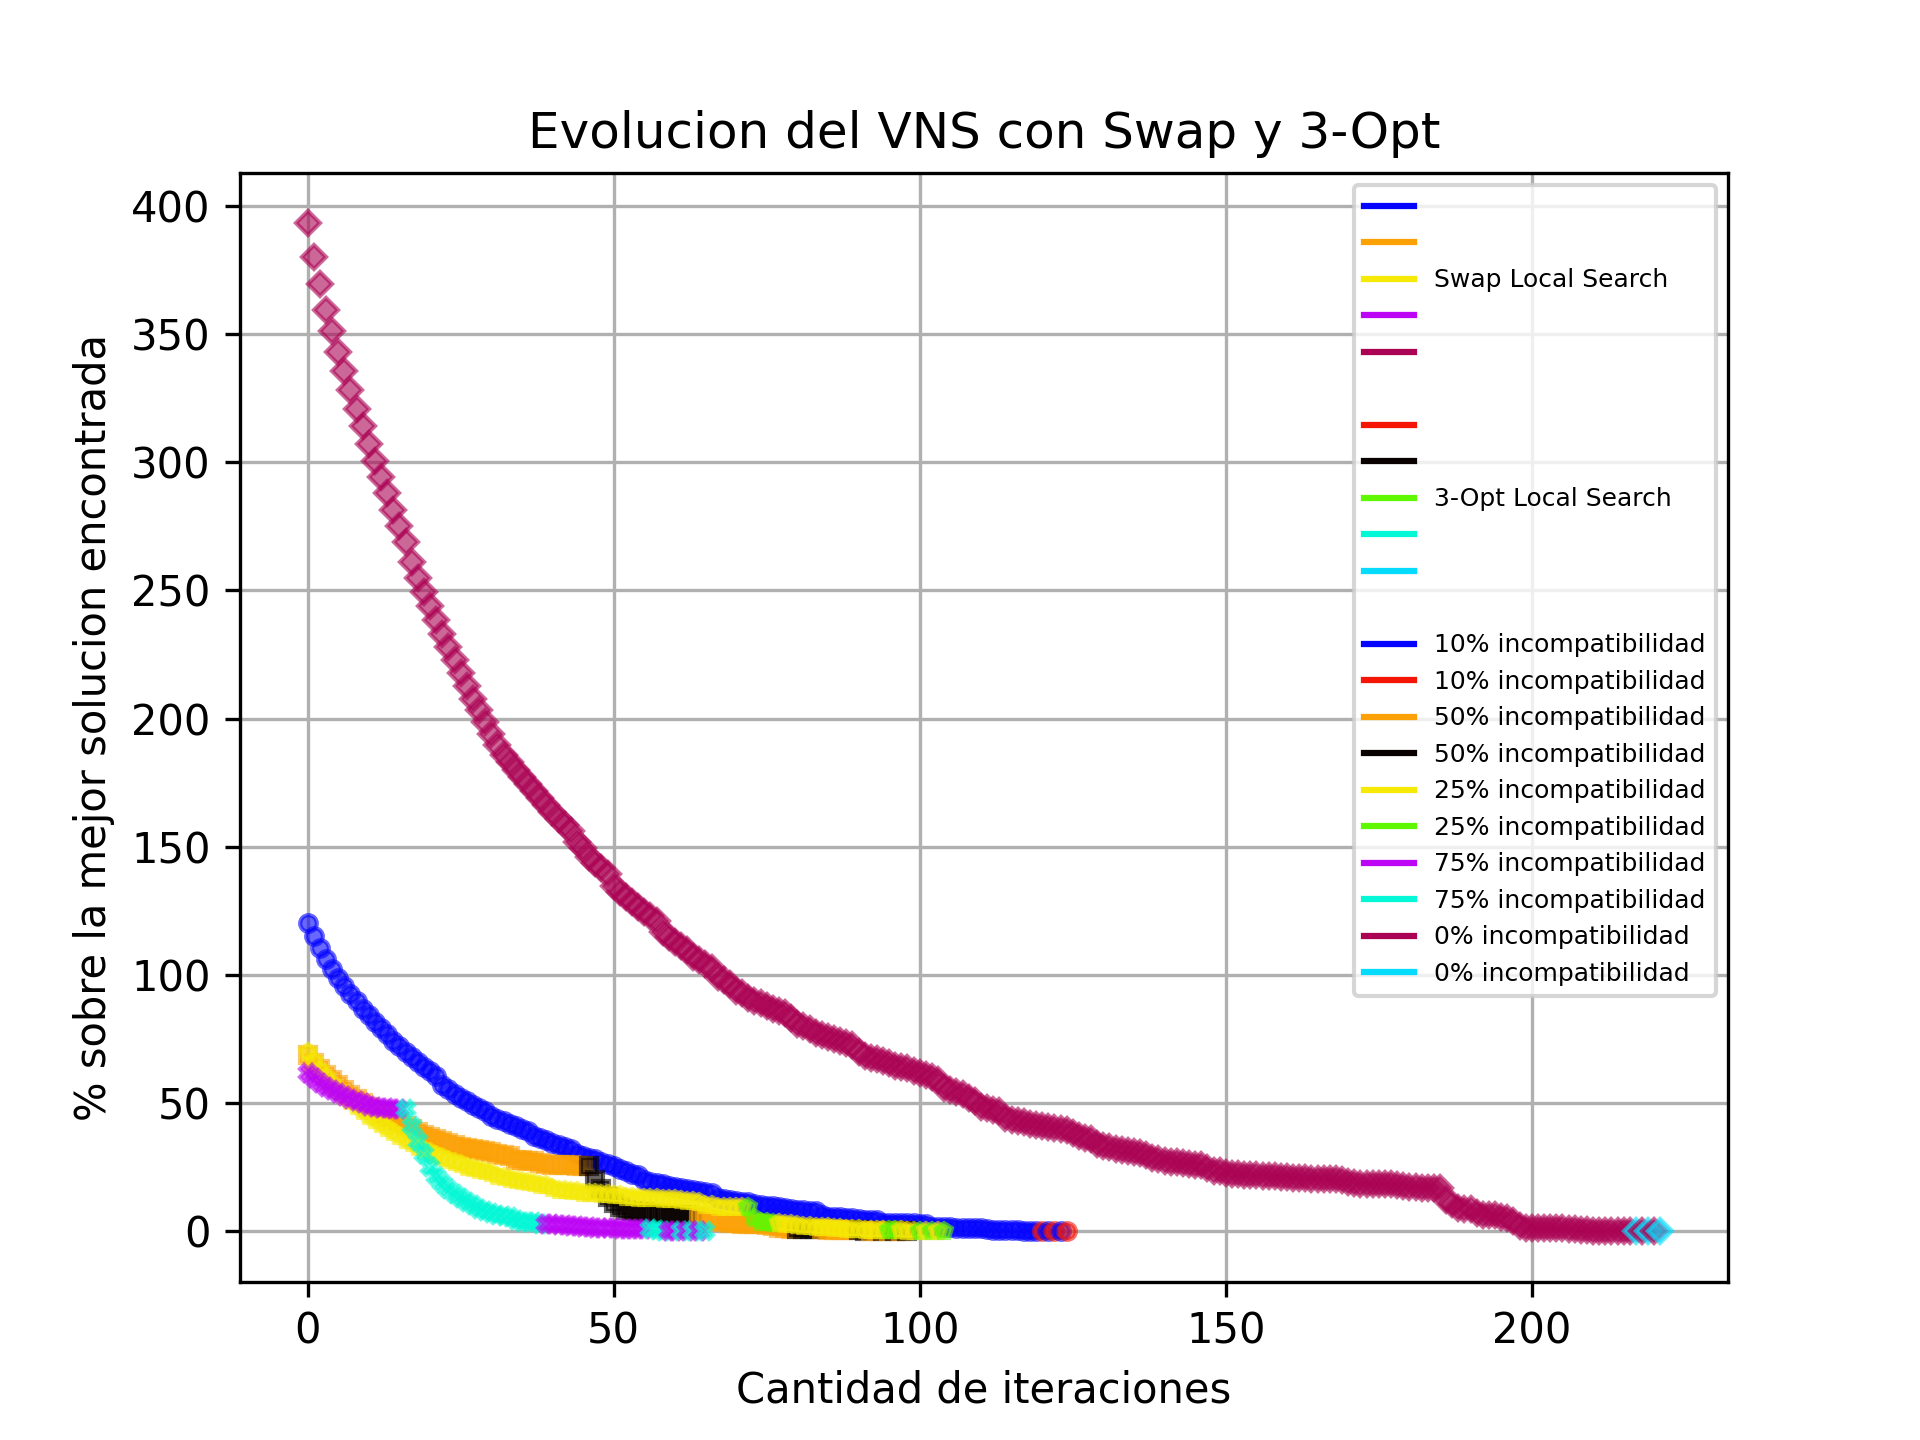 Evolucion del VNS con Swap y 3-Opt
% sobre la mejor solucion encontrada
400
350
300
250
200
150
100
50
0
Swap Local Search
3-Opt Local Search
10% incompatibilidad
10% incompatibilidad
50% incompatibilidad
50% incompatibilidad
25% incompatibilidad
25% incompatibilidad
75% incompatibilidad
75% incompatibilidad
0% incompatibilidad
0% incompatibilidad
0 50 100 150 200
Cantidad de iteraciones